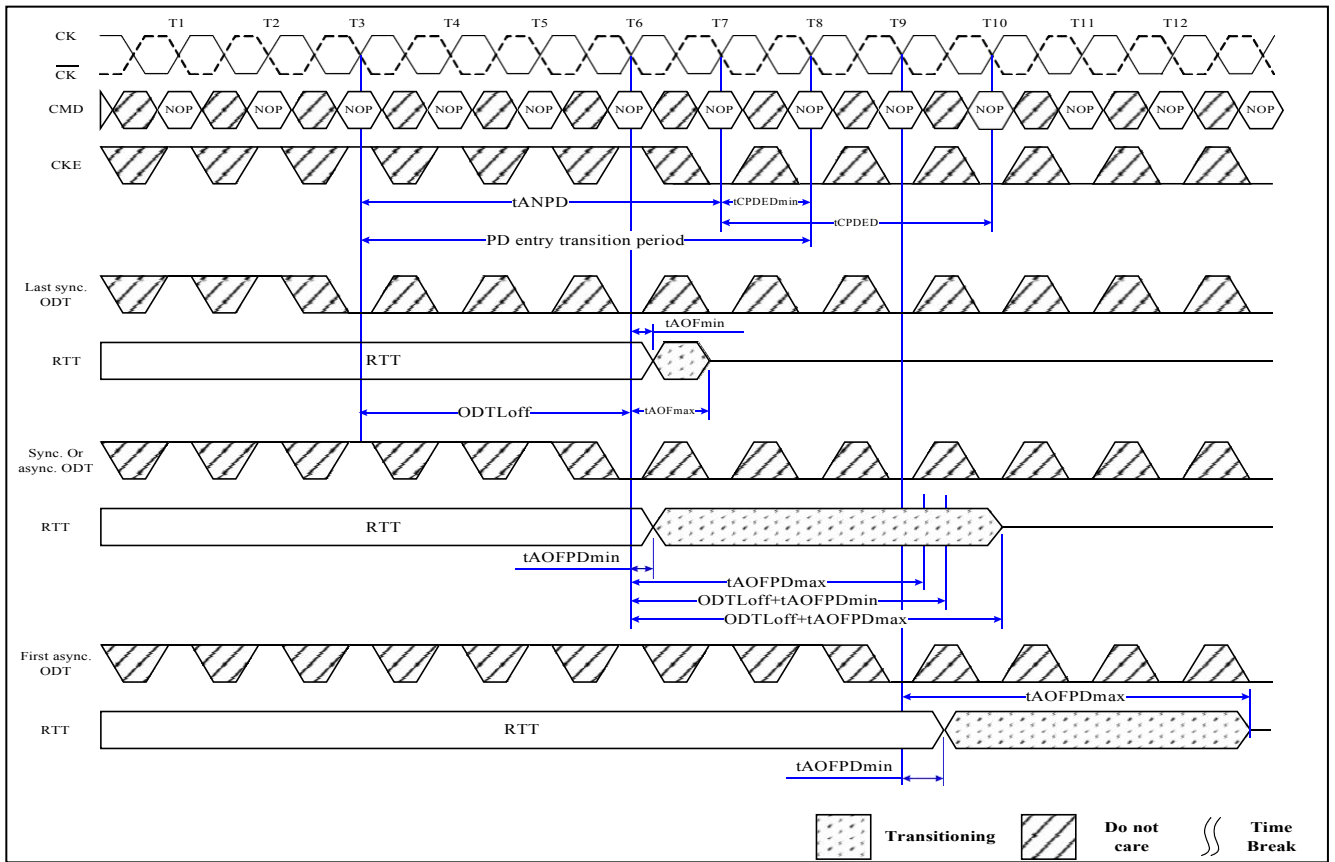 T1 T2 T3 T4 T5 T6 T7 T8 T9 T10 T11 T12
CK
CK
CMD NOP NOP NOP NOP NOP NOP NOP NOP NOP NOP NOP NOP NOP
CKE
tANPD tCPDEDmin
tCPDED
PD entry transition period
Last sync.
ODT
tAOFmin
RTT RTT
ODTLoff tAOFmax
Sync. Or
async. ODT
RTT RTT
tAOFPDmin
tAOFPDmax
ODTLoff+tAOFPDmin
ODTLoff+tAOFPDmax
First async.
ODT
tAOFPDmax
RTT RTT
tAOFPDmin
Transitioning Do not care Time Break